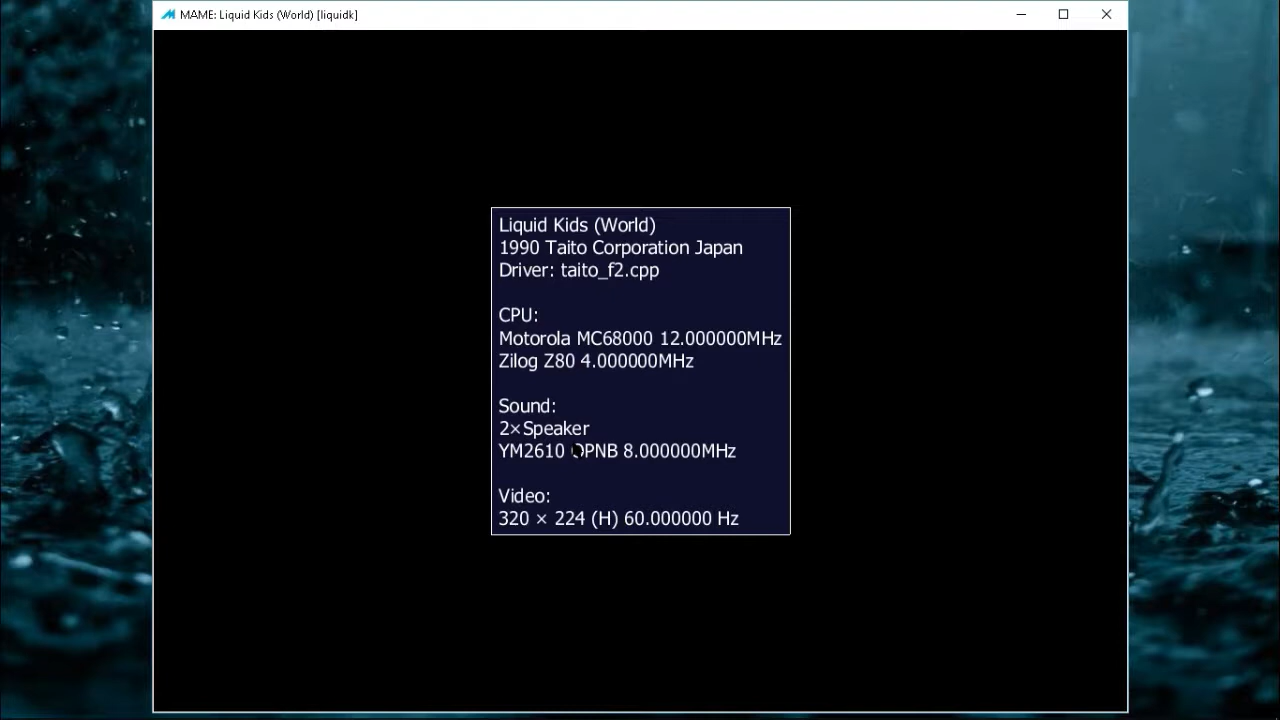 MAME: Liquid Kids (World) [liquidk]
Liquid Kids (World)
1990 Taito Corporation Japan
Driver: taito_f2.cpp
CPU:
Motorola MC68000 12.000000MHz
Zilog Z80 4.000000MHz
Sound:
2×Speaker
YM2610 OPNB 8.000000MHz
Video:
320 × 224 (H) 60.000000 Hz